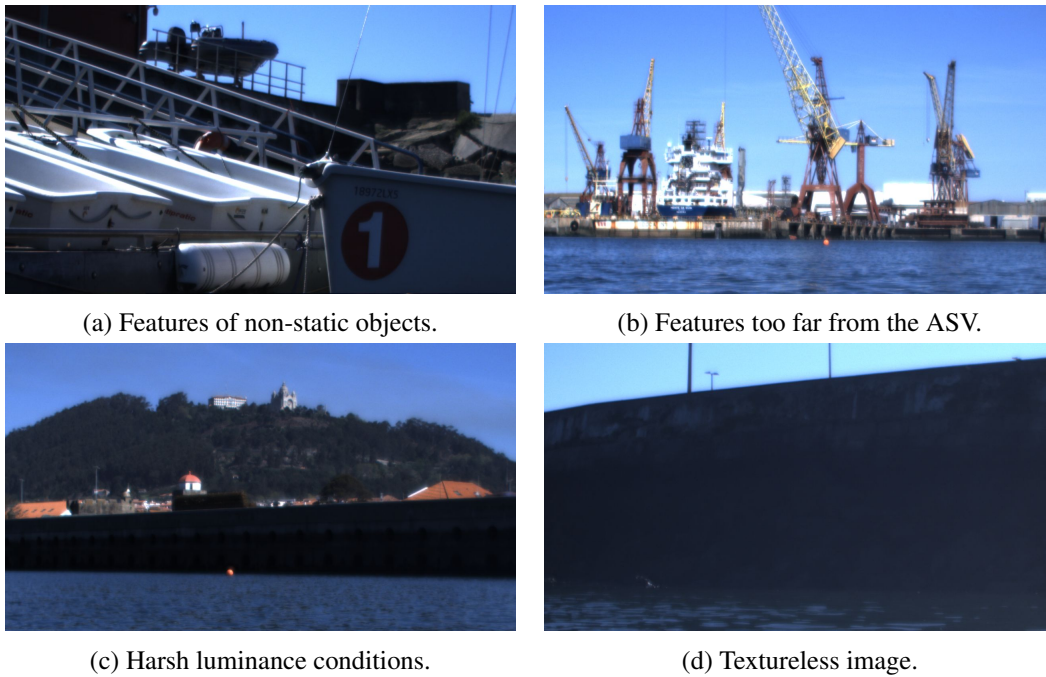 1
(a) Features of non-static objects.
(b) Features too far from the ASV.
(c) Harsh luminance conditions.
(d) Textureless image.